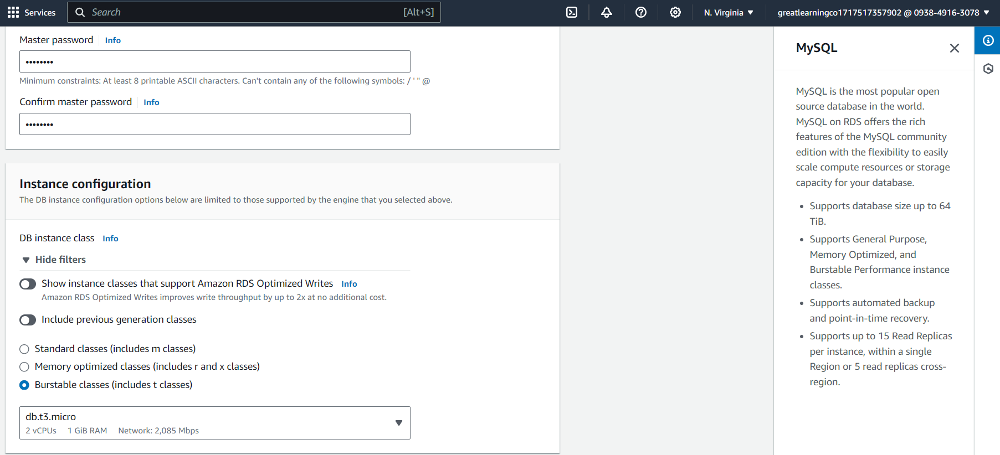 Services
Search
[Alt+S]
N. Virginia
greatlearningco1717517357902 @ 0938-4916-3078
Master password
Info
••••••••
Minimum constraints: At least 8 printable ASCII characters. Can't contain any of the following symbols: / ' " @
Confirm master password
Info
••••••••
Instance configuration
The DB instance configuration options below are limited to those supported by the engine that you selected above.
DB instance class
Info
Hide filters
Show instance classes that support Amazon RDS Optimized Writes
Info
Amazon RDS Optimized Writes improves write throughput by up to 2x at no additional cost.
Include previous generation classes
Standard classes (includes m classes)
Memory optimized classes (includes r and x classes)
Burstable classes (includes t classes)
db.t3.micro
2 vCPUs 1 GiB RAM Network: 2,085 Mbps
MySQL
MySQL is the most popular open
source database in the world.
MySQL on RDS offers the rich
features of the MySQL community
edition with the flexibility to easily
scale compute resources or storage
capacity for your database.
• Supports database size up to 64
TiB.
• Supports General Purpose,
Memory Optimized, and
Burstable Performance instance
classes.
• Supports automated backup
and point-in-time recovery.
• Supports up to 15 Read Replicas
per instance, within a single
Region or 5 read replicas cross-
region.